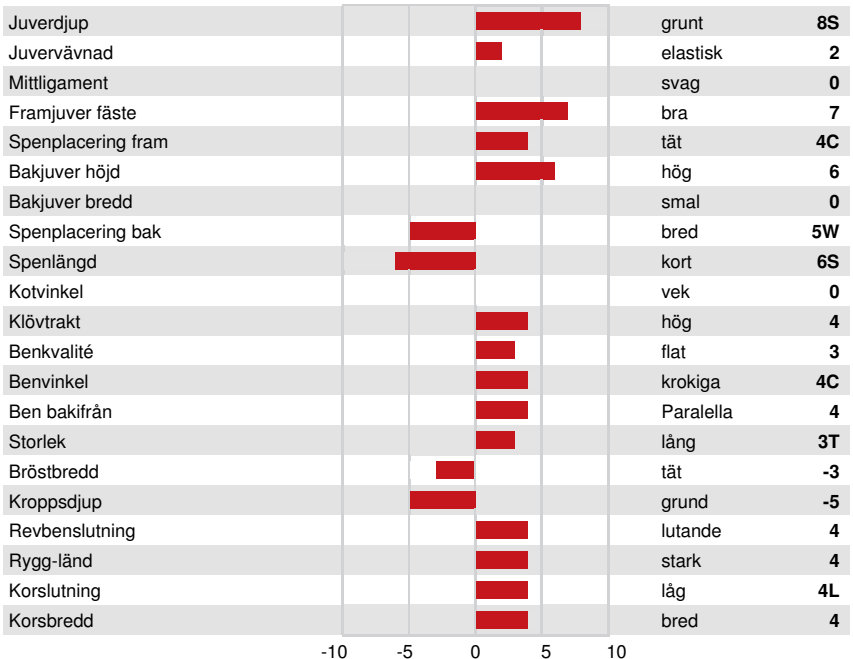 Juverdjup grunt 8S
Juvervävnad elastisk 2
Mittligament svag 0
Framjuver fäste bra 7
Spenplacering fram tät 4C
Bakjuver höjd hög 6
Bakjuver bredd smal 0
Spenplacering bak bred 5W
Spenlängd kort 6S
Kotvinkel vek 0
Klövtrakt hög 4
Benkvalité flat 3
Benvinkel krokiga 4C
Ben bakifrån Paralella 4
Storlek lång 3T
Bröstbredd tät -3
Kroppsdjup grund -5
Revbenslutning lutande 4
Rygg-länd stark 4
Korslutning låg 4L
Korsbredd bred 4
-10 -5 0 5 10